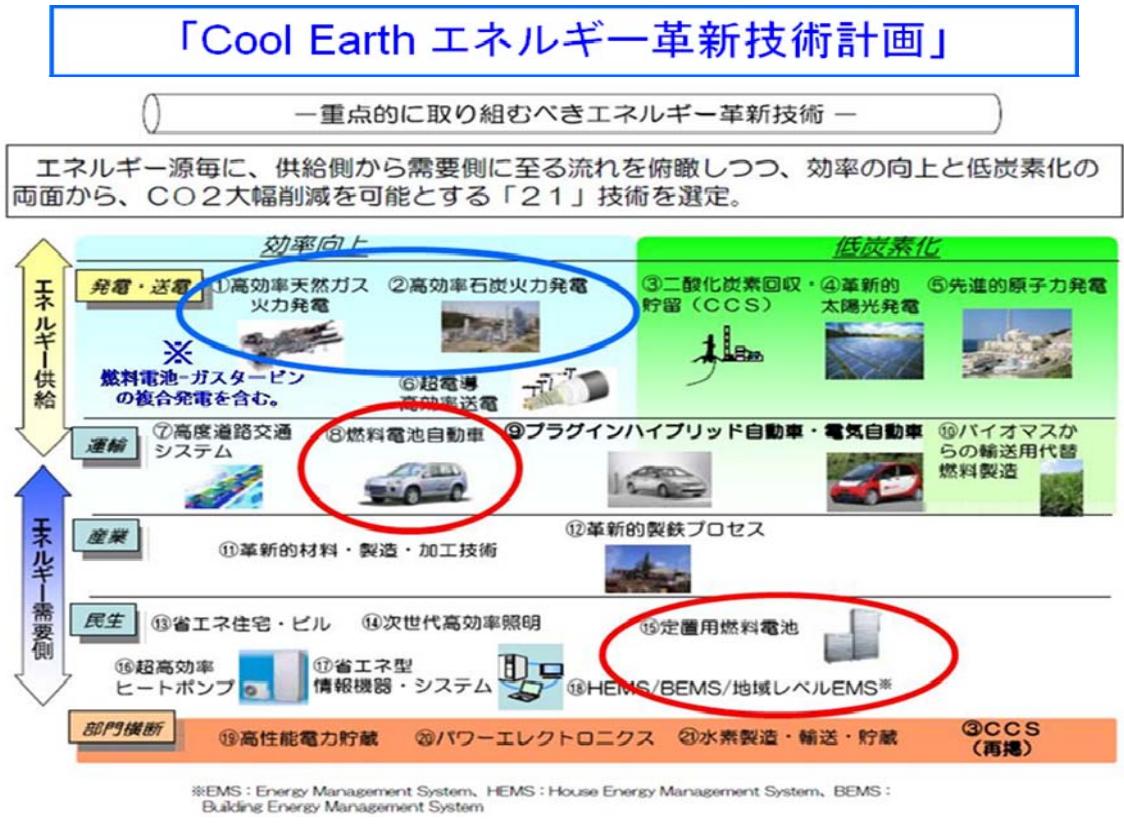 「Cool Earth エネルギー革新技術計画」
―重点的に取り組むべきエネルギー革新技術 ―
エネルギー源毎に、供給側から需要側に至る流れを俯瞰しつつ、効率の向上と低炭素化の
両面から、CO2大幅削減を可能とする「21」技術を選定。
効率向上
低炭素化
エネルギー供給
発電・送電
①高効率天然ガス
火力発電
②高効率石炭火力発電
③二酸化炭素回収・
貯留（CCS）
④革新的
太陽光発電
⑤先進的原子力発電
※
燃料電池-ガスタービン
の複合発電を含む。
⑥超電導
高効率送電
運輸
⑦高度道路交通
システム
⑧燃料電池自動車
⑨プラグインハイブリッド自動車・電気自動車
⑩バイオマスか
らの輸送用代替
燃料製造
エネルギー需要側
産業
⑪革新的材料・製造・加工技術
⑫革新的製鉄プロセス
民生
⑬省エネ住宅・ビル
⑭次世代高効率照明
⑮定置用燃料電池
⑯超高効率
ヒートポンプ
⑰省エネ型
情報機器・システム
⑱HEMS/BEMS/地域レベルEMS※
部門横断
⑲高性能電力貯蔵
⑳パワーエレクトロニクス
㉑水素製造・輸送・貯蔵
③CCS
（再掲）
※EMS：Energy Management System、HEMS：House Energy Management System、BEMS：
Building Energy Management System